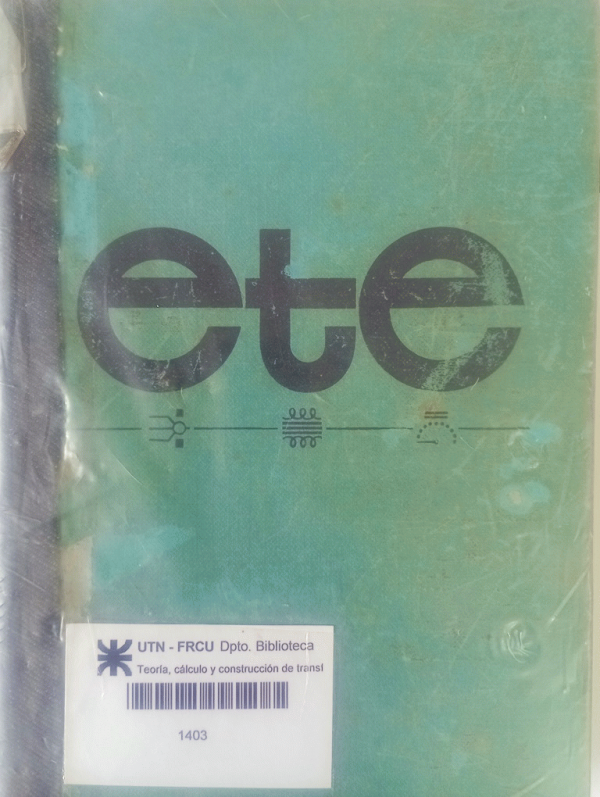 ete
UTN - FRCU Dpto. Biblioteca
Teoría, cálculo y construcción de transf
1403